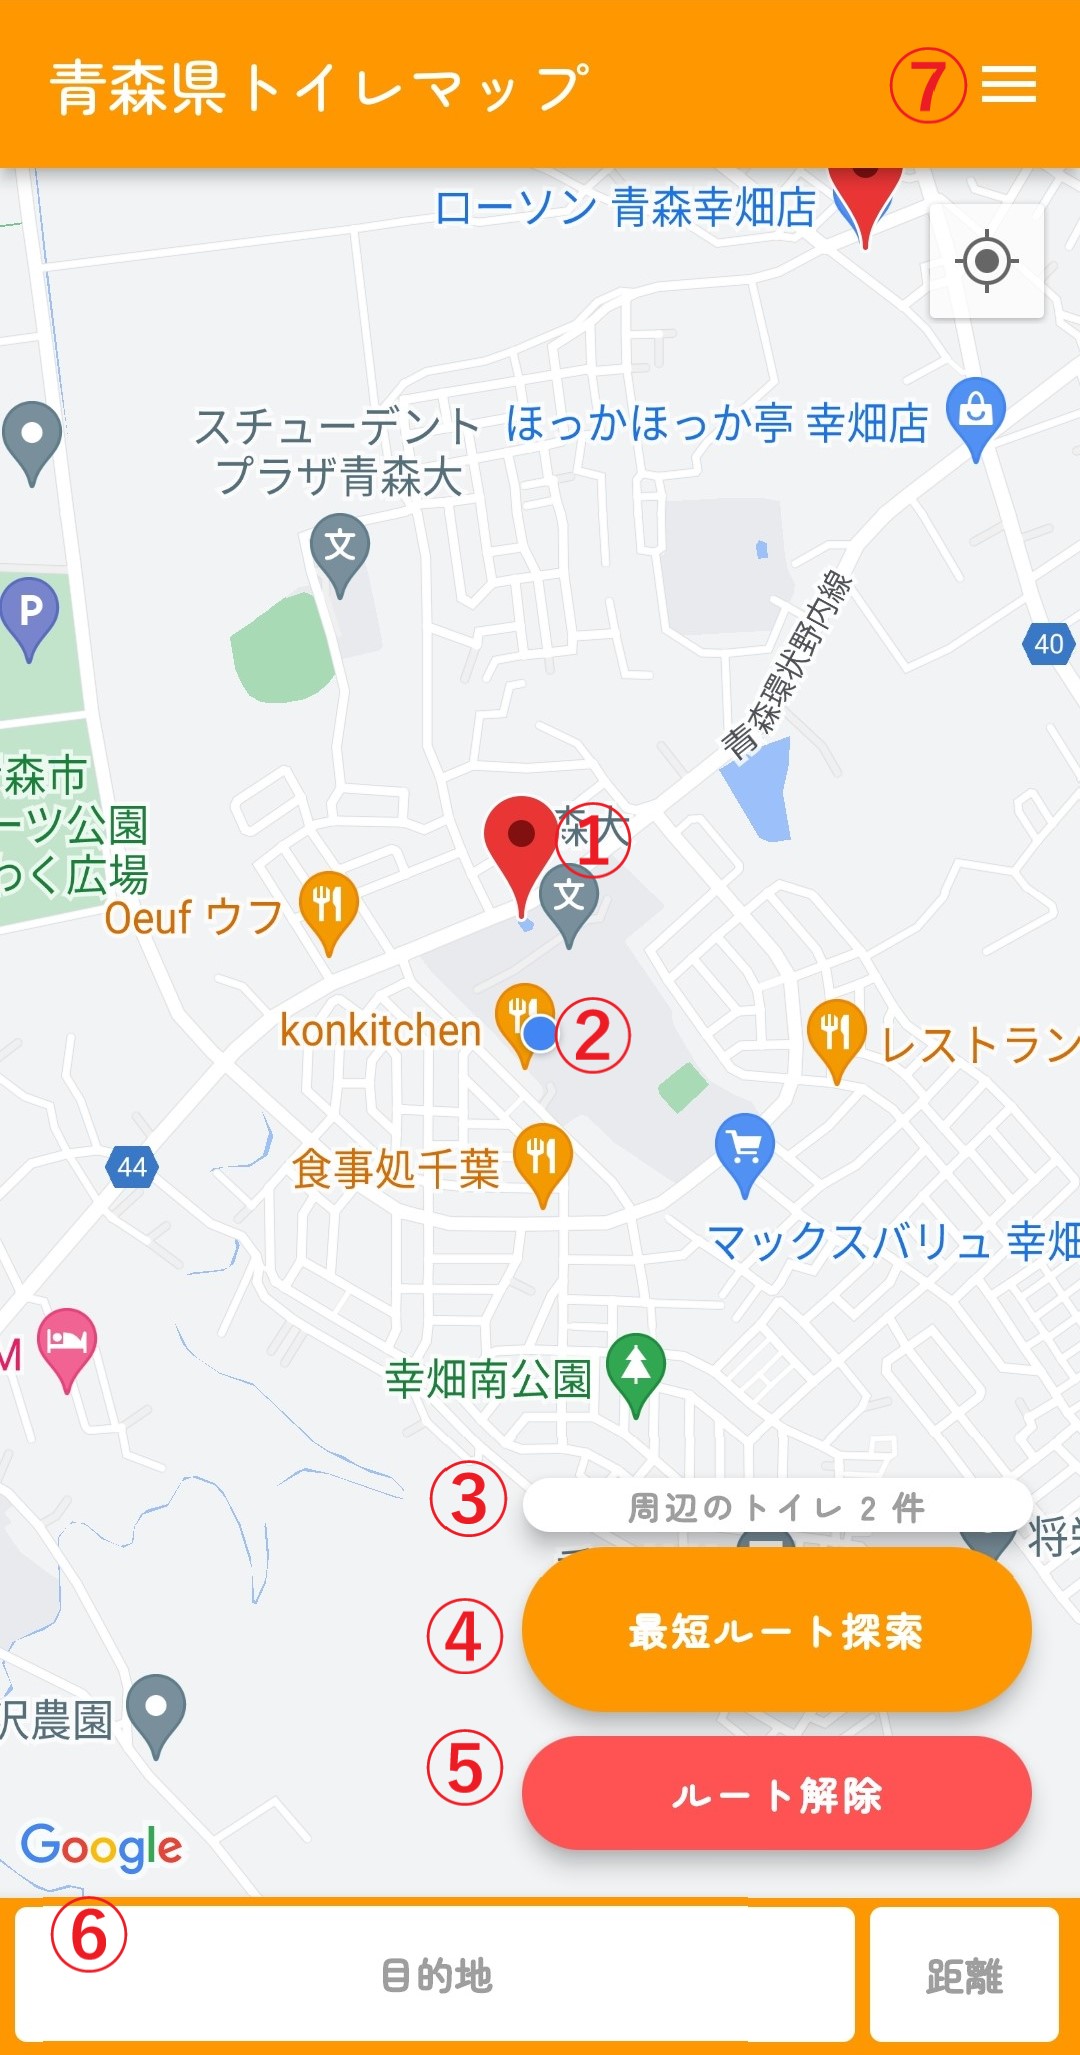 青森県トイレマップ
⑦
ローソン 青森幸畑店
スチューデント
プラザ青森大
ほっかほっか亭 幸畑店
文
P
40
青森環状野内線
森市
ーツ公園
つく広場
森大
①
文
Oeuf ウフ
konkitchen
②
レストラン
44
食事処千葉
マックスバリュ 幸畑
M
幸畑南公園
③
周辺のトイレ 2 件
④
最短ルート探索
沢農園
⑤
ルート解除
Google
⑥
目的地
距離